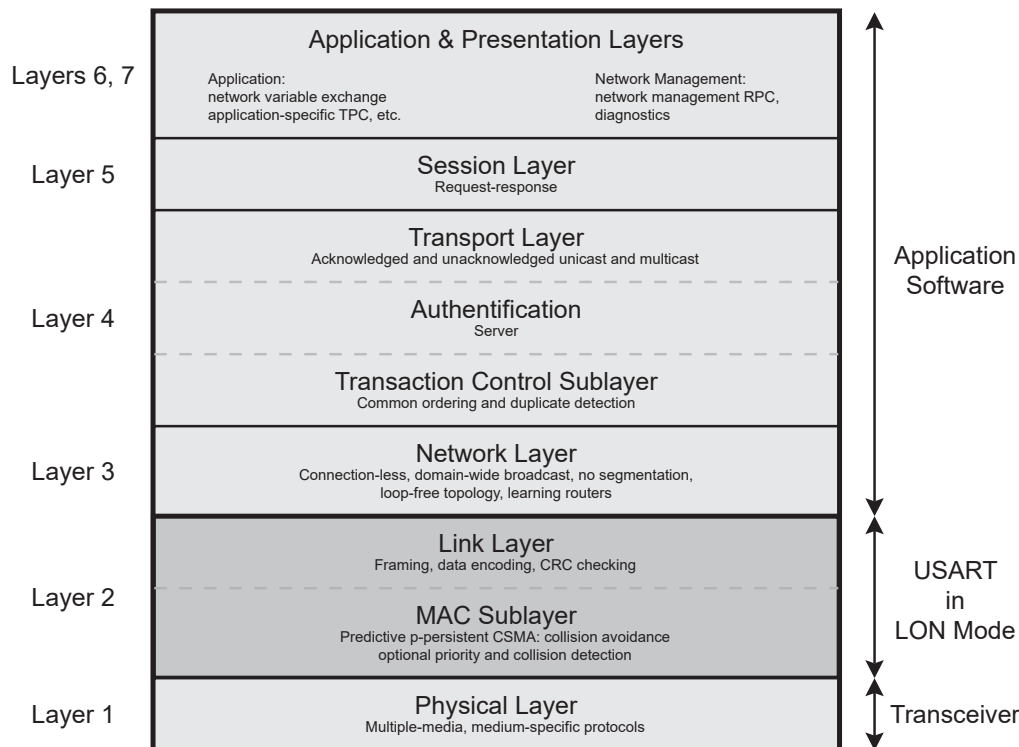 Application & Presentation Layers
Layers 6, 7
Application:
network variable exchange
application-specific TPC, etc.
Network Management:
network management RPC,
diagnostics
Layer 5
Session Layer
Request-response
Transport Layer
Acknowledged and unacknowledged unicast and multicast
Layer 4
Authentification
Server
Transaction Control Sublayer
Common ordering and duplicate detection
Layer 3
Network Layer
Connection-less, domain-wide broadcast, no segmentation,
loop-free topology, learning routers
Application
Software
Layer 2
Link Layer
Framing, data encoding, CRC checking
MAC Sublayer
Predictive p-persistent CSMA: collision avoidance
optional priority and collision detection
USART
in
LON Mode
Layer 1
Physical Layer
Multiple-media, medium-specific protocols
Transceiver